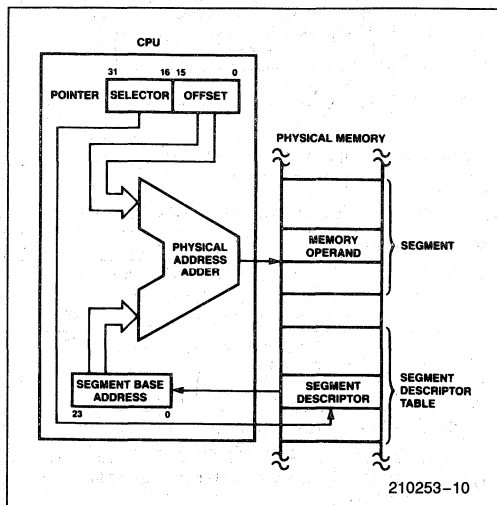 CPU
31 16 15 0
POINTER SELECTOR OFFSET
PHYSICAL MEMORY
PHYSICAL
ADDRESS
ADDER
MEMORY
OPERAND
SEGMENT
SEGMENT BASE
ADDRESS
23 0
SEGMENT
DESCRIPTOR
SEGMENT
DESCRIPTOR
TABLE
210253-10